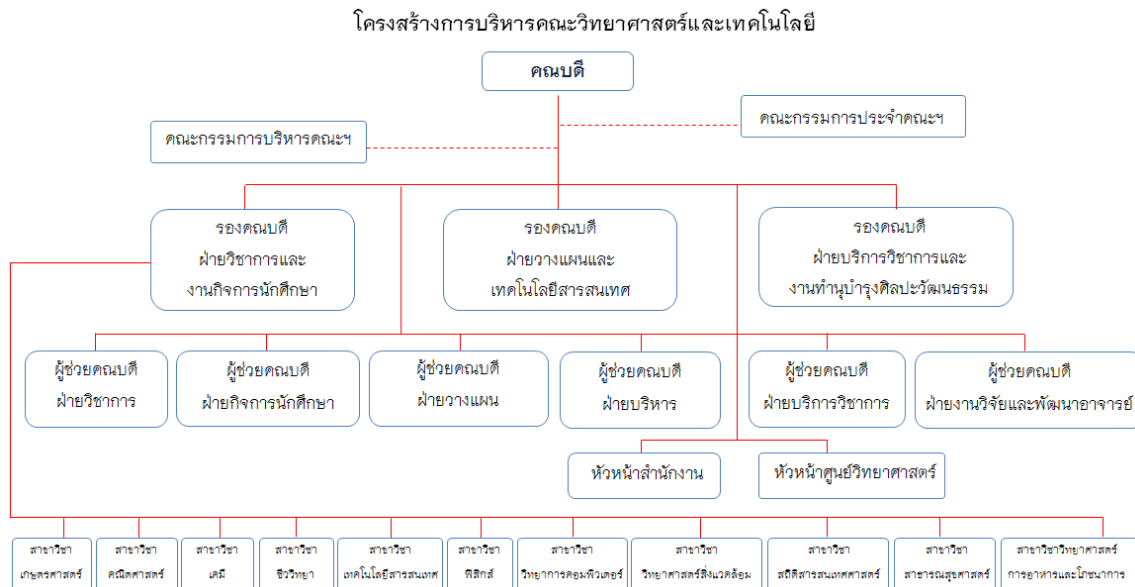 โครงสร้างการบริหารคณะวิทยาศาสตร์และเทคโนโลยี
คณบดี
คณะกรรมการประจำคณะฯ
คณะกรรมการบริหารคณะฯ
รองคณบดี
ฝ่ายวิชาการและ
งานกิจการนักศึกษา
รองคณบดี
ฝ่ายวางแผนและ
เทคโนโลยีสารสนเทศ
รองคณบดี
ฝ่ายบริการวิชาการและ
งานทำนุบำรุงศิลปะวัฒนธรรม
ผู้ช่วยคณบดี
ฝ่ายวิชาการ
ผู้ช่วยคณบดี
ฝ่ายกิจการนักศึกษา
ผู้ช่วยคณบดี
ฝ่ายวางแผน
ผู้ช่วยคณบดี
ฝ่ายบริหาร
ผู้ช่วยคณบดี
ฝ่ายบริการวิชาการ
ผู้ช่วยคณบดี
ฝ่ายงานวิจัยและพัฒนาอาจารย์
หัวหน้าสำนักงาน
หัวหน้าศูนย์วิทยาศาสตร์
สาขาวิชา
เกษตรศาสตร์
สาขาวิชา
คณิตศาสตร์
สาขาวิชา
เคมี
สาขาวิชา
ชีววิทยา
สาขาวิชา
เทคโนโลยีสารสนเทศ
สาขาวิชา
ฟิสิกส์
สาขาวิชา
วิทยาการคอมพิวเตอร์
สาขาวิชา
วิทยาศาสตร์สิ่งแวดล้อม
สาขาวิชา
สถิติสารสนเทศศาสตร์
สาขาวิชา
สาธารณสุขศาสตร์
สาขาวิชาวิทยาศาสตร์
การอาหารและโภชนาการ